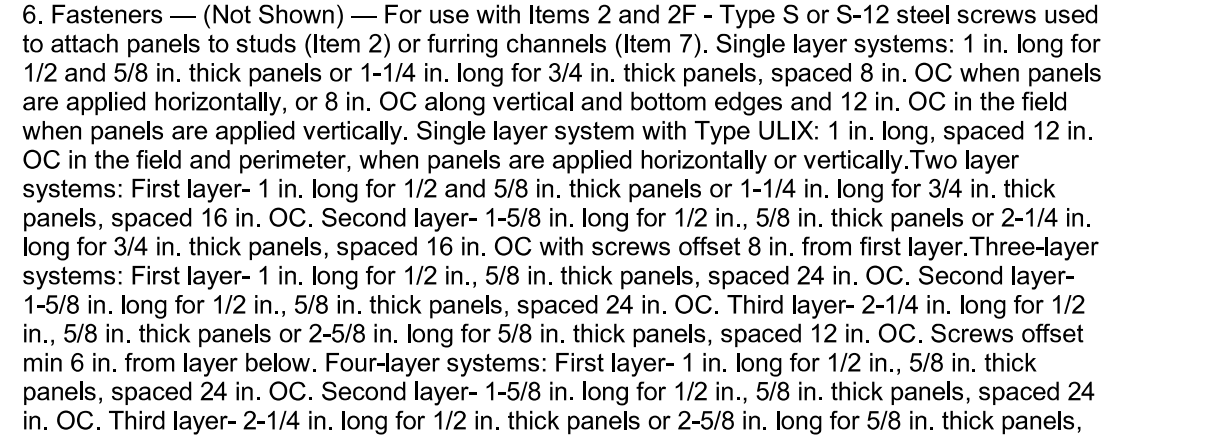 6. Fasteners — (Not Shown) — For use with Items 2 and 2F - Type S or S-12 steel screws used
to attach panels to studs (Item 2) or furring channels (Item 7). Single layer systems: 1 in. long for
1/2 and 5/8 in. thick panels or 1-1/4 in. long for 3/4 in. thick panels, spaced 8 in. OC when panels
are applied horizontally, or 8 in. OC along vertical and bottom edges and 12 in. OC in the field
when panels are applied vertically. Single layer system with Type ULIX: 1 in. long, spaced 12 in.
OC in the field and perimeter, when panels are applied horizontally or vertically.Two layer
systems: First layer- 1 in. long for 1/2 and 5/8 in. thick panels or 1-1/4 in. long for 3/4 in. thick
panels, spaced 16 in. OC. Second layer- 1-5/8 in. long for 1/2 in., 5/8 in. thick panels or 2-1/4 in.
long for 3/4 in. thick panels, spaced 16 in. OC with screws offset 8 in. from first layer.Three-layer
systems: First layer- 1 in. long for 1/2 in., 5/8 in. thick panels, spaced 24 in. OC. Second layer-
1-5/8 in. long for 1/2 in., 5/8 in. thick panels, spaced 24 in. OC. Third layer- 2-1/4 in. long for 1/2
in., 5/8 in. thick panels or 2-5/8 in. long for 5/8 in. thick panels, spaced 12 in. OC. Screws offset
min 6 in. from layer below. Four-layer systems: First layer- 1 in. long for 1/2 in., 5/8 in. thick
panels, spaced 24 in. OC. Second layer- 1-5/8 in. long for 1/2 in., 5/8 in. thick panels, spaced 24
in. OC. Third layer- 2-1/4 in. long for 1/2 in. thick panels or 2-5/8 in. long for 5/8 in. thick panels,